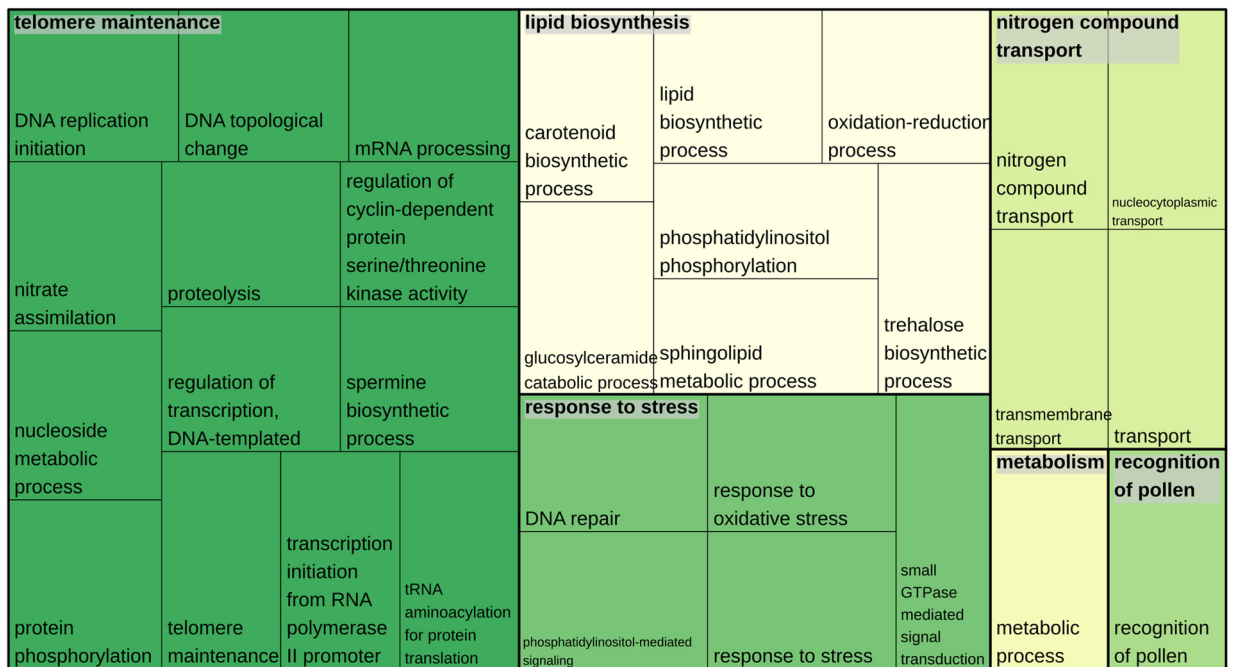 telomere maintenance
DNA replication
initiation
DNA topological
change
mRNA processing
nitrate
assimilation
proteolysis
regulation of
cyclin-dependent
protein
serine/threonine
kinase activity
nucleoside
metabolic
process
regulation of
transcription,
DNA-templated
spermine
biosynthetic
process
protein
phosphorylation
telomere
maintenance
transcription
initiation
from RNA
polymerase
II promoter
tRNA
aminoacylation
for protein
translation
lipid biosynthesis
carotenoid
biosynthetic
process
lipid
biosynthetic
process
oxidation-reduction
process
glucosylceramide
catabolic process
phosphatidylinositol
phosphorylation
sphingolipid
metabolic process
trehalose
biosynthetic
process
response to stress
DNA repair
response to
oxidative stress
phosphatidylinositol-mediated
signaling
response to stress
small
GTPase
mediated
signal
transduction
nitrogen compound
transport
nitrogen
compound
transport
nucleocytoplasmic
transport
transmembrane
transport
transport
metabolism
metabolic
process
recognition
of pollen
recognition
of pollen